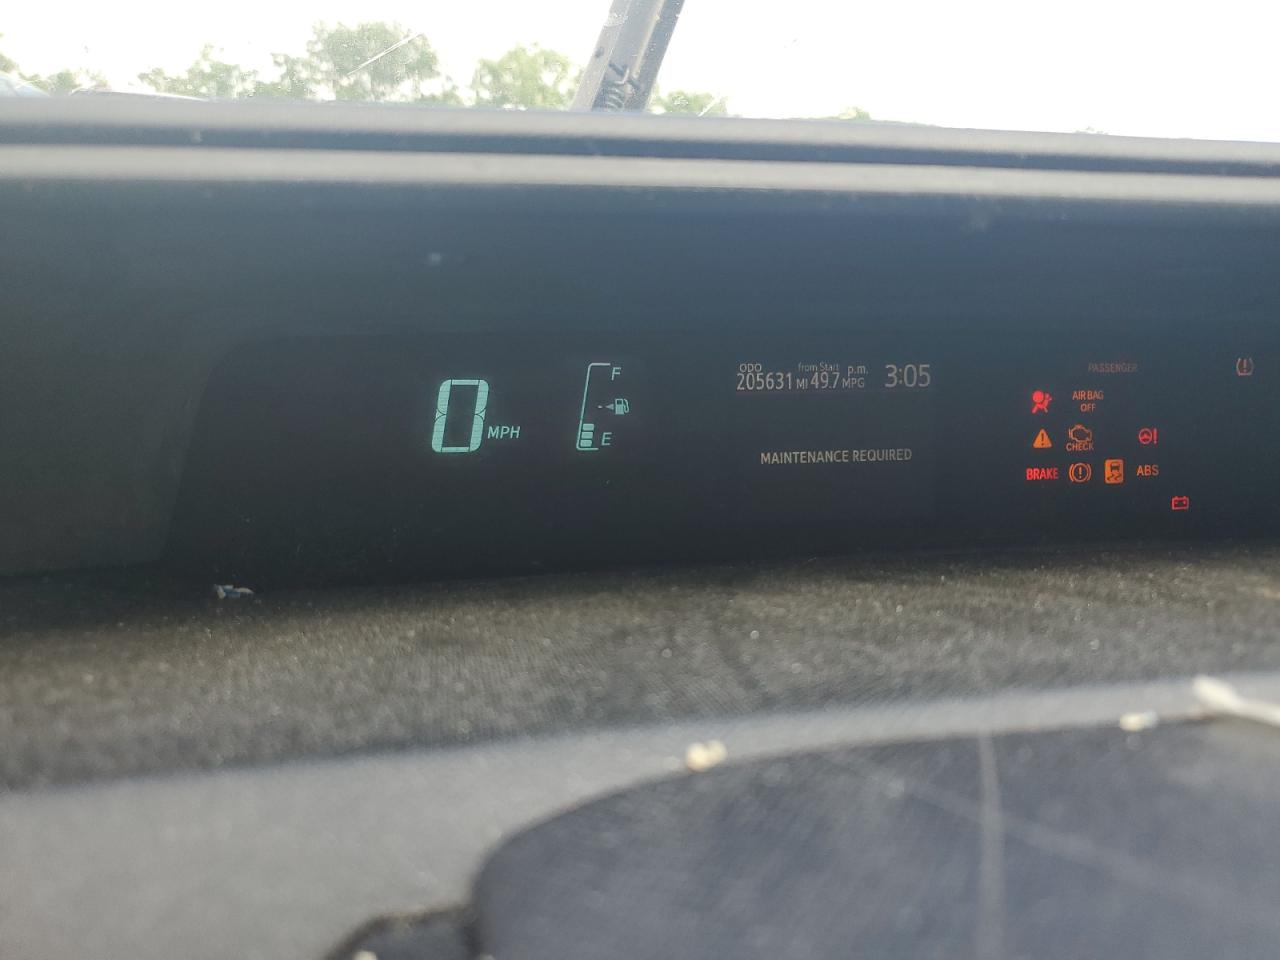 0 MPH
F
E
ODO from Start p.m.
205631 MI 49.7 MPG 3:05
MAINTENANCE REQUIRED
PASSENGER
AIR BAG
OFF
CHECK
BRAKE ABS